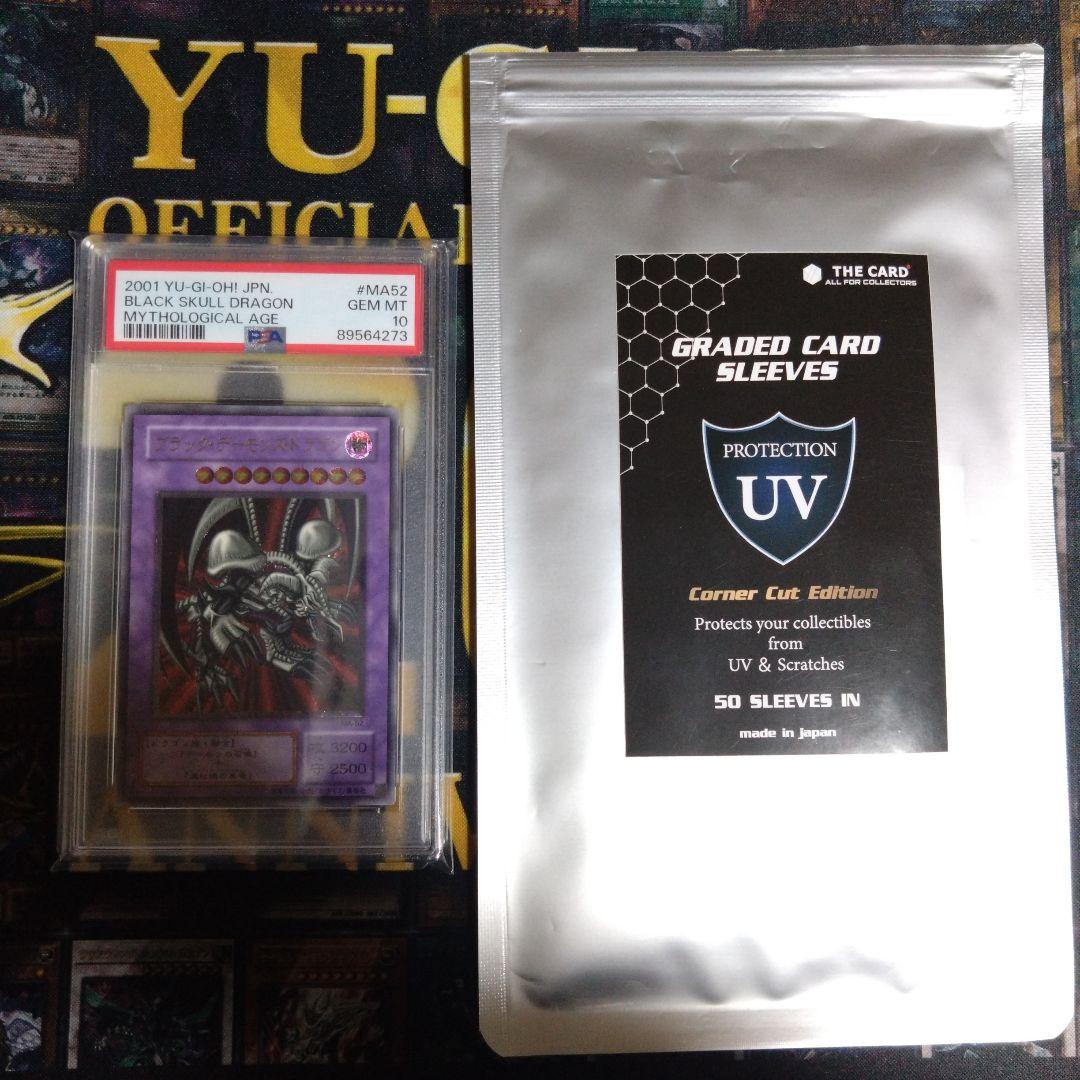 YU-G
OFFICIAL
2001 YU-GI-OH! JPN. #MA52
BLACK SKULL DRAGON GEM MT
MYTHOLOGICAL AGE 10
PSA 89564273
ブラック・デーモンズ・ドラゴン
闇
攻 3200
守 2500
THE CARD
ALL FOR COLLECTORS
GRADED CARD
SLEEVES
PROTECTION
UV
Corner Cut Edition
Protects your collectibles
from
UV & Scratches
50 SLEEVES IN
made in japan